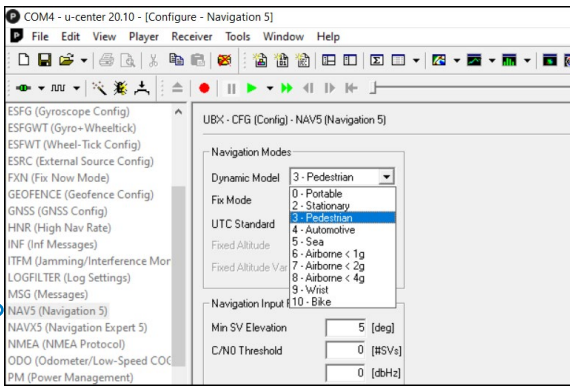 COM4 - u-center 20.10 - [Configure - Navigation 5]
File Edit View Player Receiver Tools Window Help
ESFG (Gyroscope Config)
ESFGWT (Gyro+Wheeltick)
ESFWT (Wheel-Tick Config)
ESRC (External Source Config)
FXN (Fix Now Mode)
GEOFENCE (Geofence Config)
GNSS (GNSS Config)
HNR (High Nav Rate)
INF (Inf Messages)
ITFM (Jamming/Interference Mor
LOGFILTER (Log Settings)
MSG (Messages)
NAV5 (Navigation 5)
NAVX5 (Navigation Expert 5)
NMEA (NMEA Protocol)
ODO (Odometer/Low-Speed COG
PM (Power Management)
UBX - CFG (Config) - NAV5 (Navigation 5)
Navigation Modes
Dynamic Model 3 - Pedestrian
Fix Mode
UTC Standard
Fixed Altitude
Fixed Altitude Var
0 - Portable
2 - Stationary
3 - Pedestrian
4 - Automotive
5 - Sea
6 - Airborne < 1g
7 - Airborne < 2g
8 - Airborne < 4g
9 - Wrist
10 - Bike
Navigation Input
Min SV Elevation 5 [deg]
C/N0 Threshold 0 [#SVs]
0 [dbHz]